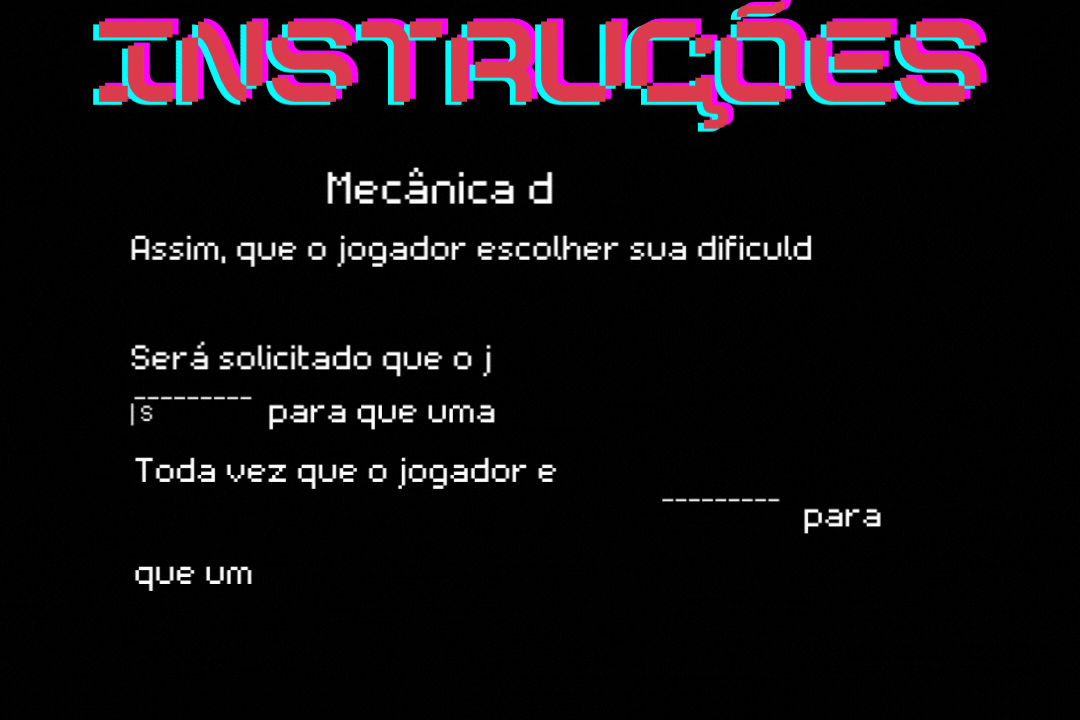 INSTRUÇÕES
Mecânica d
Assim, que o jogador escolher sua dificuld
Será solicitado que o j
para que uma
Toda vez que o jogador e
para
que um